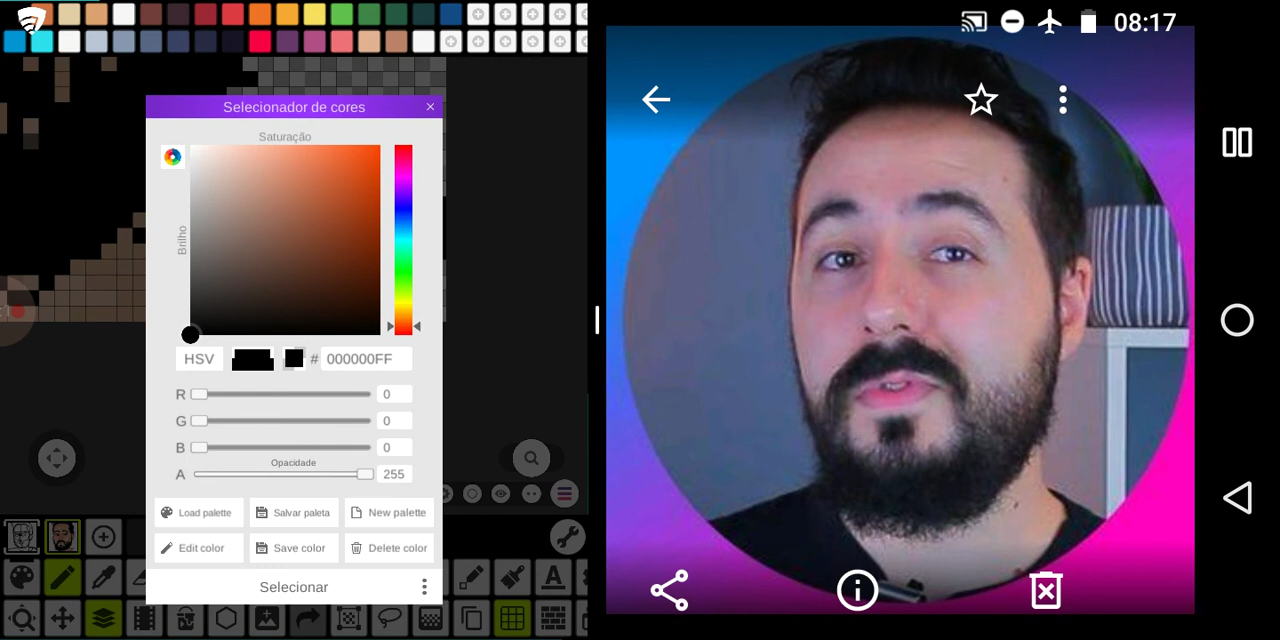 08:17
Selecionador de cores
Saturação
Brilho
HSV
# 000000FF
R 0
G 0
B 0
Opacidade
A 255
Load palette
Salvar paleta
New palette
Edit color
Save color
Delete color
Selecionar
A